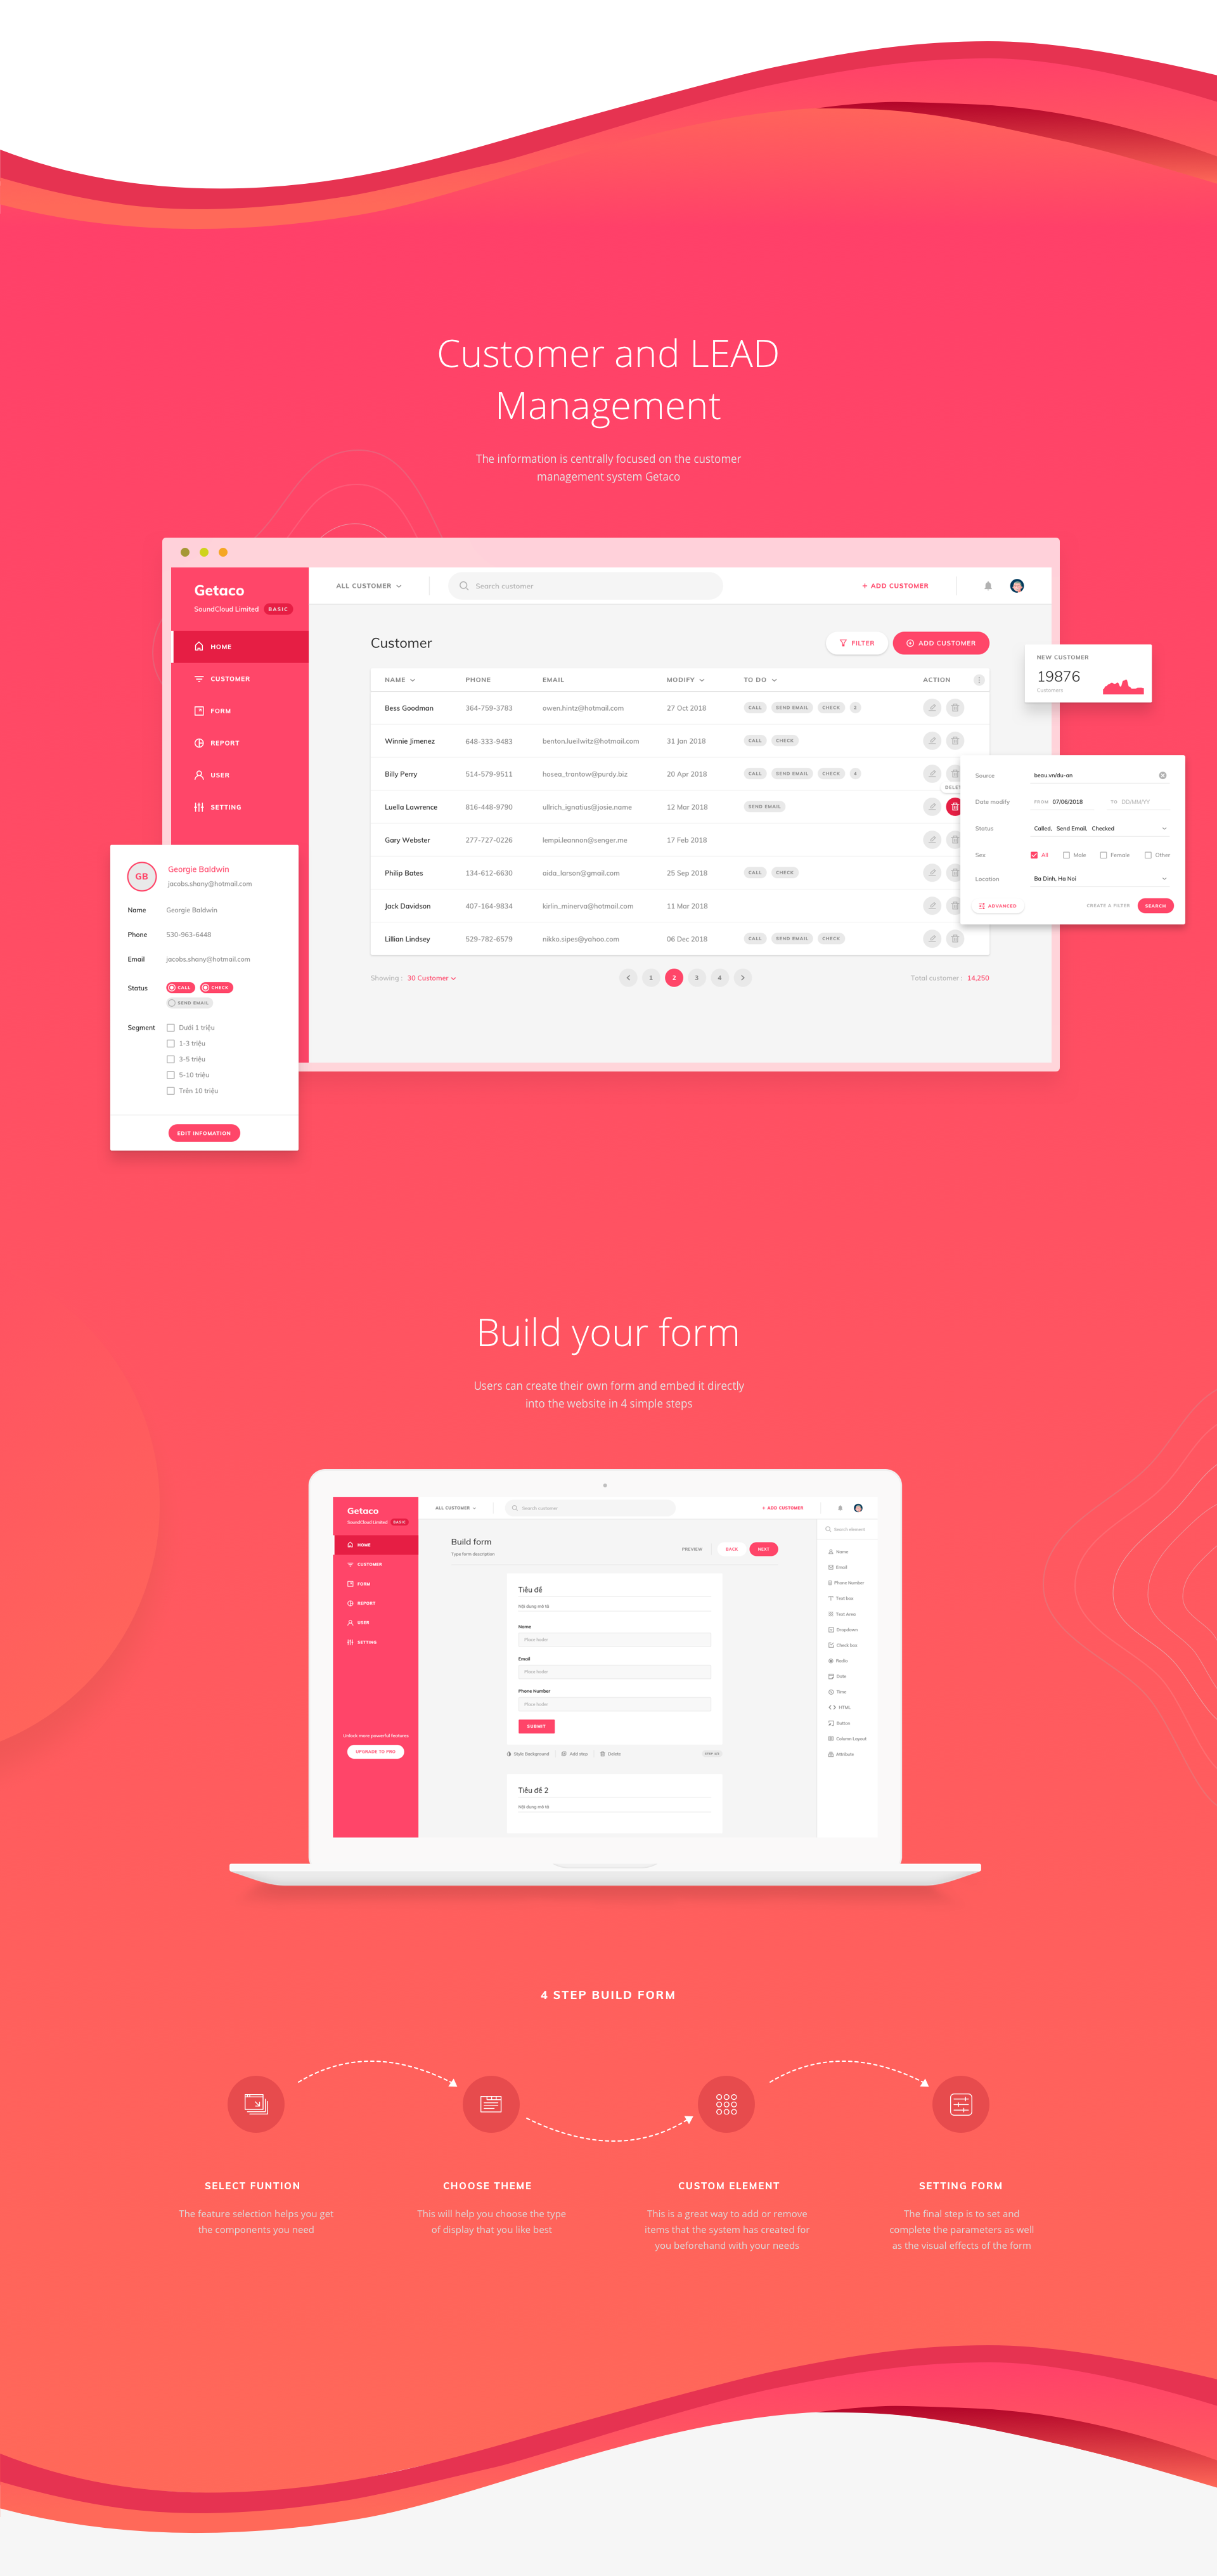 Customer and LEAD
Management
The information is centrally focused on the customer
management system Getaco
Getaco
SoundCloud Limited BASIC
HOME
CUSTOMER
FORM
REPORT
USER
SETTING
ALL CUSTOMER
Search customer
+ ADD CUSTOMER
Customer
FILTER
ADD CUSTOMER
NAME PHONE EMAIL MODIFY TO DO ACTION
Bess Goodman 364-759-3783 owen.hintz@hotmail.com 27 Oct 2018 CALL SEND EMAIL CHECK
Winnie Jimenez 648-333-9483 benton.lueilwitz@hotmail.com 31 Jan 2018 CALL CHECK
Billy Perry 514-579-9511 hosea_trantow@purdy.biz 20 Apr 2018 CALL SEND EMAIL CHECK 4
Luella Lawrence 816-448-9790 ullrich_ignatius@josie.name 12 Mar 2018 SEND EMAIL
Gary Webster 277-727-0226 lempi.leannon@senger.me 17 Feb 2018
Philip Bates 134-612-6630 aida_larson@gmail.com 25 Sep 2018 CALL CHECK
Jack Davidson 407-164-9834 kirlin_minerva@hotmail.com 11 Mar 2018
Lillian Lindsey 529-782-6579 nikko.sipes@yahoo.com 06 Dec 2018 CALL SEND EMAIL CHECK
Showing : 30 Customer
1 2 3 4
Total customer : 14,250
NEW CUSTOMER
19876
Customers
Source beau.vn/du-an
Date modify FROM 07/06/2018 TO DD/MM/YY
Status Called, Send Email, Checked
Sex All Male Female Other
Location Ba Dinh, Ha Noi
ADVANCED CREATE A FILTER SEARCH
GB
Georgie Baldwin
jacobs.shany@hotmail.com
Name Georgie Baldwin
Phone 530-963-6448
Email jacobs.shany@hotmail.com
Status CALL CHECK
SEND EMAIL
Segment Dưới 1 triệu
1-3 triệu
3-5 triệu
5-10 triệu
Trên 10 triệu
EDIT INFOMATION
Build your form
Users can create their own form and embed it directly
into the website in 4 simple steps
Getaco
SoundCloud Limited BASIC
HOME
CUSTOMER
FORM
REPORT
USER
SETTING
Unlock more powerful features
UPGRADE TO PRO
ALL CUSTOMER
Search customer
+ ADD CUSTOMER
Build form
Type form description
PREVIEW BACK NEXT
Tiêu đề
Nội dung mô tả
Name
Place hoder
Email
Place hoder
Phone Number
Place hoder
SUBMIT
Style Background Add step Delete
Tiêu đề 2
Nội dung mô tả
Search element
Name
Email
Phone Number
Text box
Text Area
Dropdown
Check box
Radio
Date
Time
HTML
Button
Column Layout
Attribute
4 STEP BUILD FORM
SELECT FUNTION
The feature selection helps you get
the components you need
CHOOSE THEME
This will help you choose the type
of display that you like best
CUSTOM ELEMENT
This is a great way to add or remove
items that the system has created for
you beforehand with your needs
SETTING FORM
The final step is to set and
complete the parameters as well
as the visual effects of the form